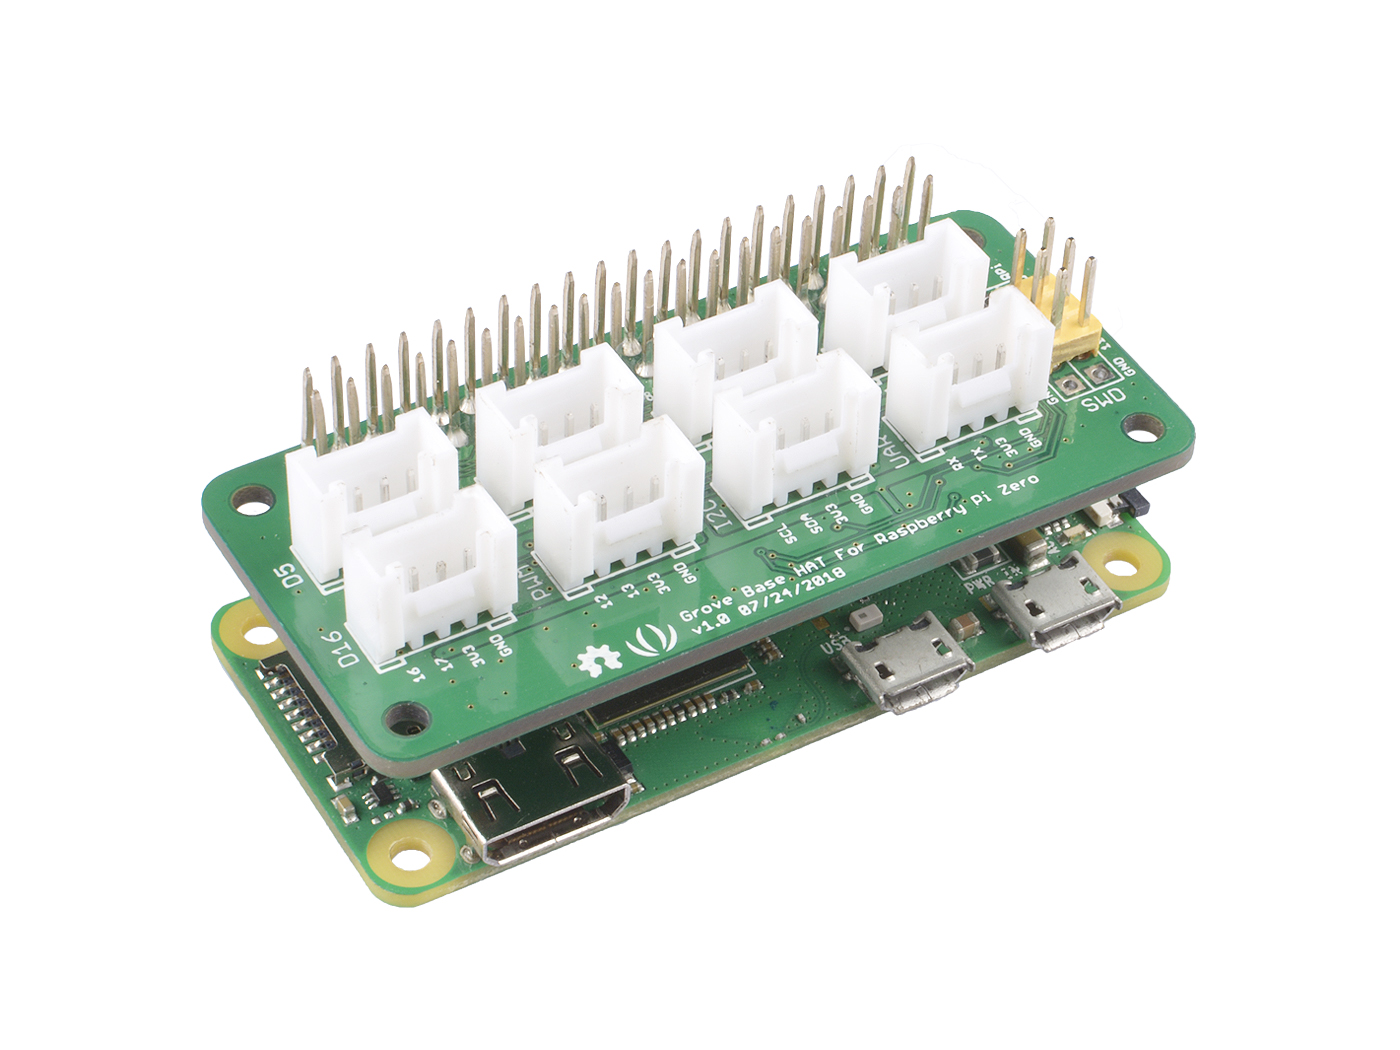 D5
D16
16
17
3V3
GND
PWM
12
13
3V3
GND
I2C
SCL
SDA
3V3
GND
UAR
RX
TX
3V3
GND
SWD
GND
Grove Base HAT For Raspberry Pi Zero
v1.0 07/24/2018
USB
PWR